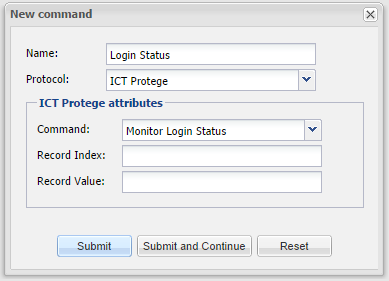 New command
Name: Login Status
Protocol: ICT Protege
ICT Protege attributes
Command: Monitor Login Status
Record Index:
Record Value:
Submit Submit and Continue Reset